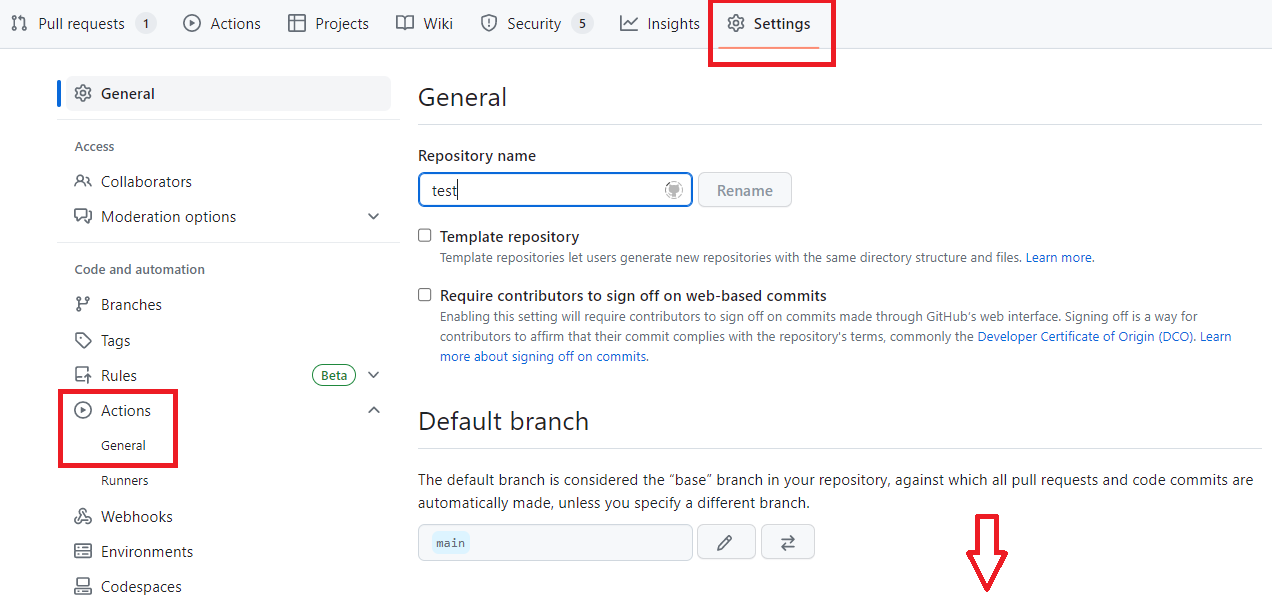 Pull requests 1 Actions Projects Wiki Security 5 Insights Settings
General
Access
Collaborators
Moderation options
Code and automation
Branches
Tags
Rules Beta
Actions
General
Runners
Webhooks
Environments
Codespaces
General
Repository name
test Rename
Template repository
Template repositories let users generate new repositories with the same directory structure and files. Learn more.
Require contributors to sign off on web-based commits
Enabling this setting will require contributors to sign off on commits made through GitHub's web interface. Signing off is a way for
contributors to affirm that their commit complies with the repository's terms, commonly the Developer Certificate of Origin (DCO). Learn
more about signing off on commits.
Default branch
The default branch is considered the “base” branch in your repository, against which all pull requests and code commits are
automatically made, unless you specify a different branch.
main